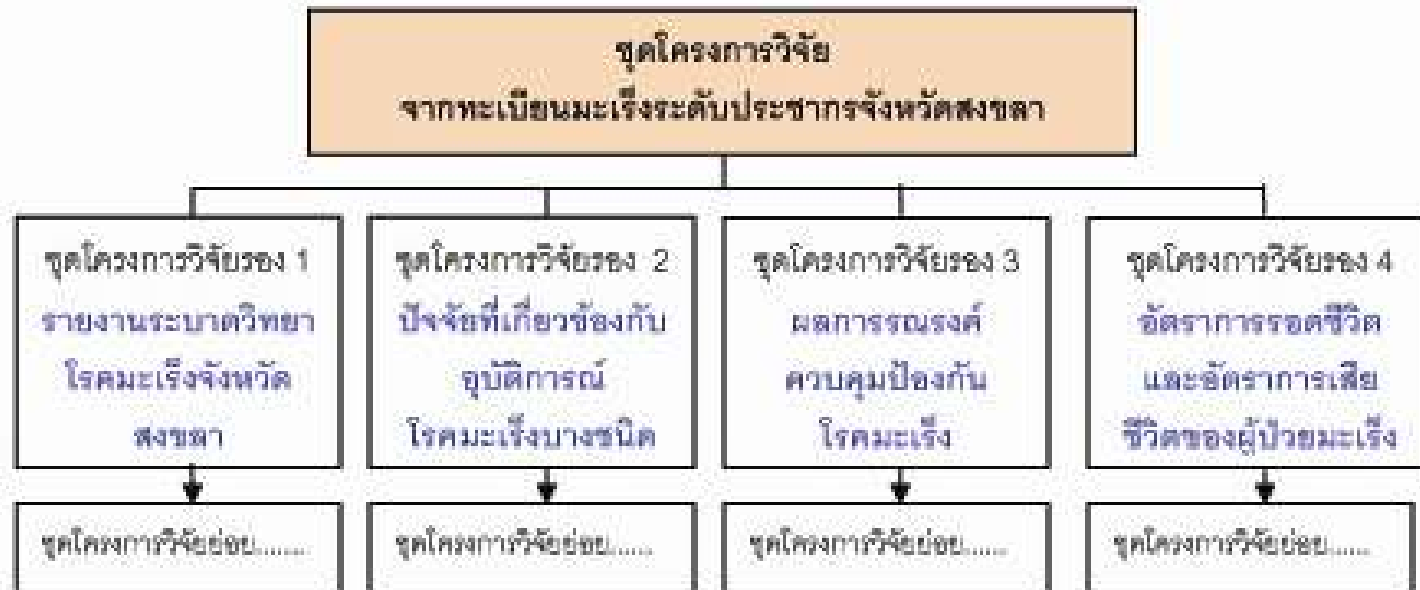 ชุดโครงการวิจัย
จากทะเบียนมะเร็งระดับประชากรจังหวัดสงขลา
ชุดโครงการวิจัยรอง 1
รายงานระบาดวิทยา
โรคมะเร็งจังหวัด
สงขลา
ชุดโครงการวิจัยรอง 2
ปัจจัยที่เกี่ยวข้องกับ
อุบัติการณ์
โรคมะเร็งบางชนิด
ชุดโครงการวิจัยรอง 3
ผลการรณรงค์
ควบคุมป้องกัน
โรคมะเร็ง
ชุดโครงการวิจัยรอง 4
อัตราการรอดชีวิต
และอัตราการเสีย
ชีวิตของผู้ป่วยมะเร็ง
ชุดโครงการวิจัยย่อย........
ชุดโครงการวิจัยย่อย......
ชุดโครงการวิจัยย่อย.......
ชุดโครงการวิจัยย่อย......